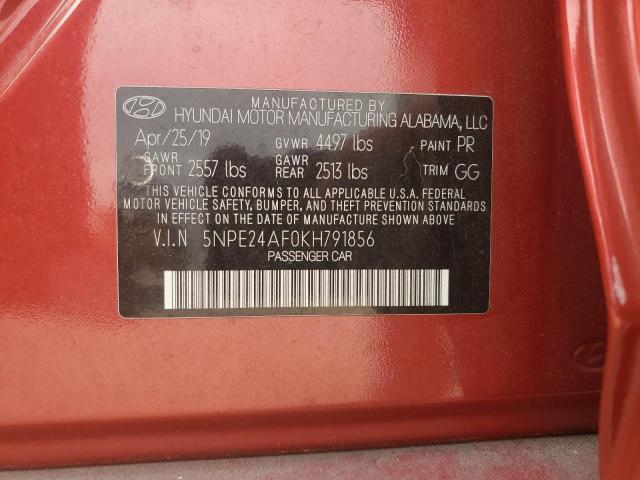 MANUFACTURED BY
HYUNDAI MOTOR MANUFACTURING ALABAMA, LLC
Apr/25/19 GVWR 4497 lbs PAINT PR
GAWR FRONT 2557 lbs GAWR REAR 2513 lbs TRIM GG
THIS VEHICLE CONFORMS TO ALL APPLICABLE U.S.A. FEDERAL
MOTOR VEHICLE SAFETY, BUMPER, AND THEFT PREVENTION STANDARDS
IN EFFECT ON THE DATE OF MANUFACTURE SHOWN ABOVE.
V.I.N 5NPE24AF0KH791856
PASSENGER CAR